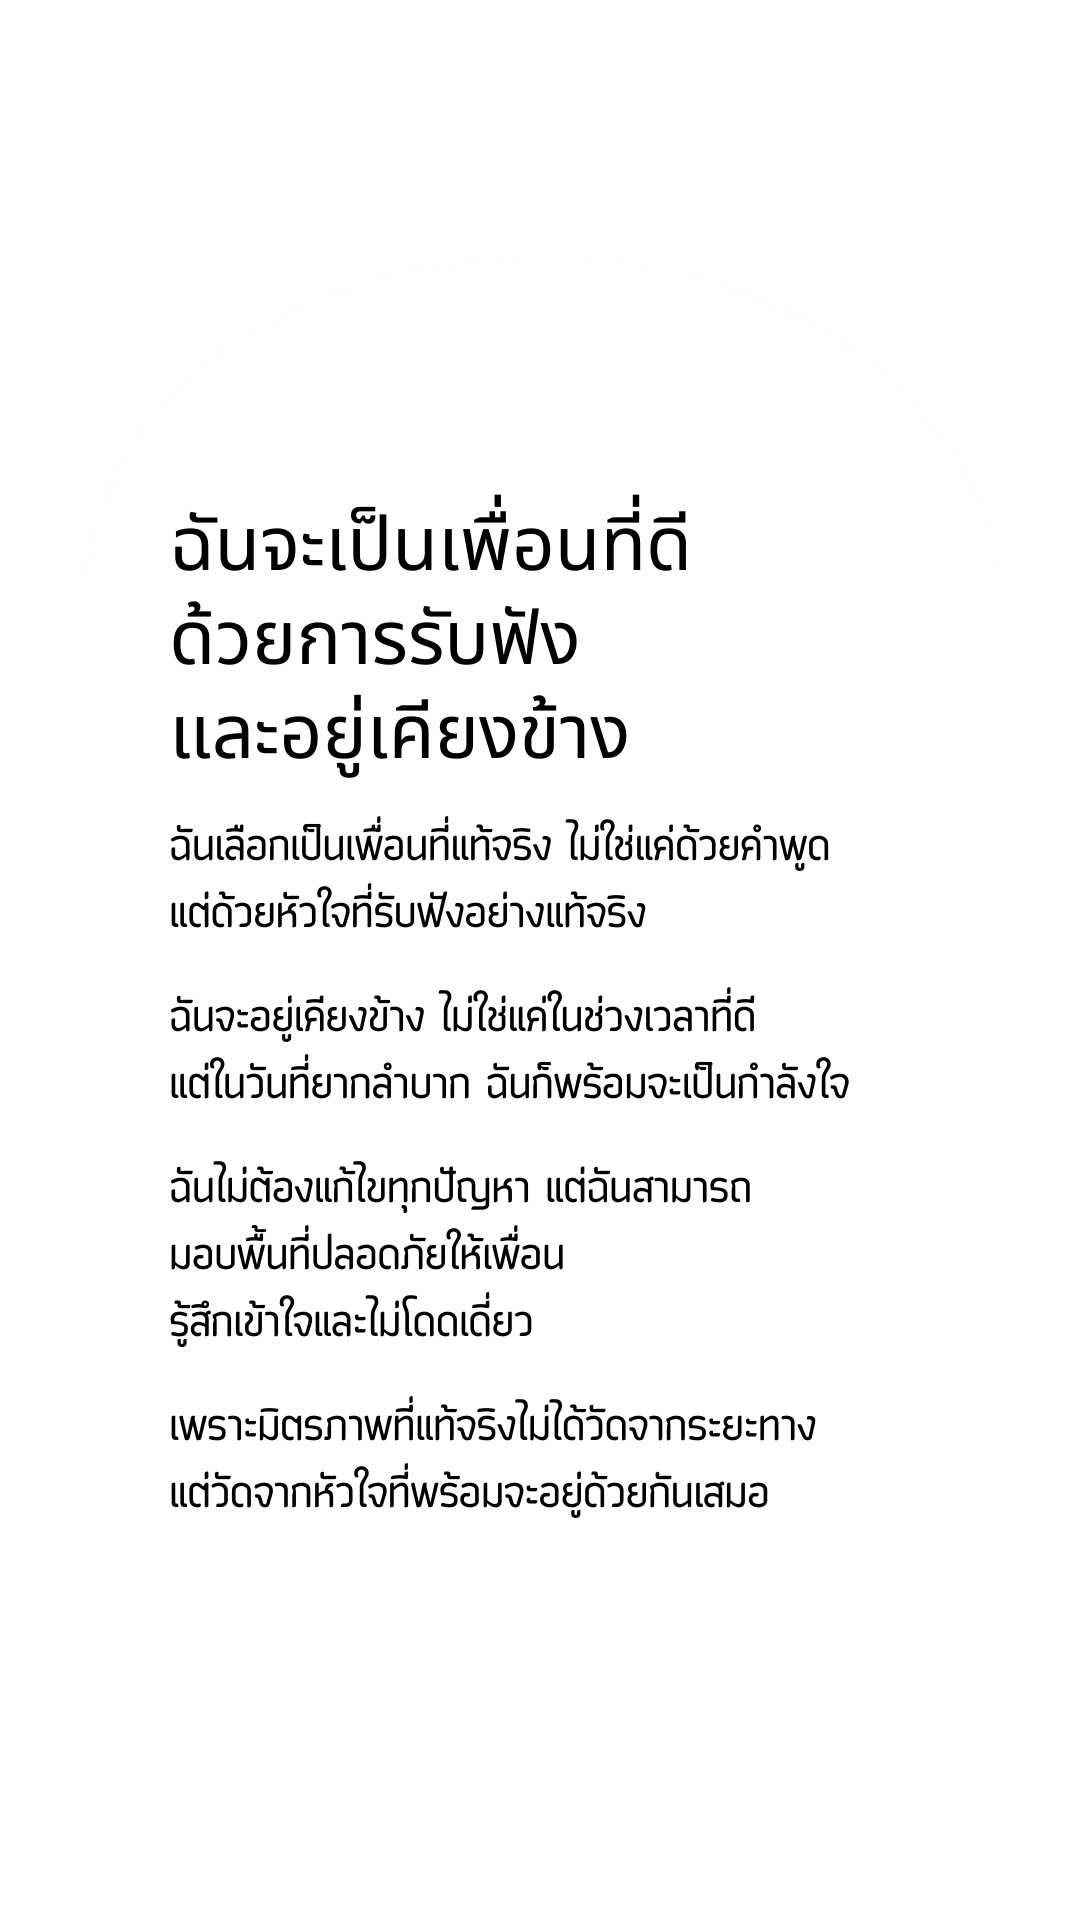 ฉันจะเป็นเพื่อนที่ดี
ด้วยการรับฟัง
และอยู่เคียงข้าง
ฉันเลือกเป็นเพื่อนที่แท้จริง ไม่ใช่แค่ด้วยคำพูด
แต่ด้วยหัวใจที่รับฟังอย่างแท้จริง
ฉันจะอยู่เคียงข้าง ไม่ใช่แค่ในช่วงเวลาที่ดี
แต่ในวันที่ยากลำบาก ฉันก็พร้อมจะเป็นกำลังใจ
ฉันไม่ต้องแก้ไขทุกปัญหา แต่ฉันสามารถ
มอบพื้นที่ปลอดภัยให้เพื่อน
รู้สึกเข้าใจและไม่โดดเดี่ยว
เพราะมิตรภาพที่แท้จริงไม่ได้วัดจากระยะทาง
แต่วัดจากหัวใจที่พร้อมจะอยู่ด้วยกันเสมอ